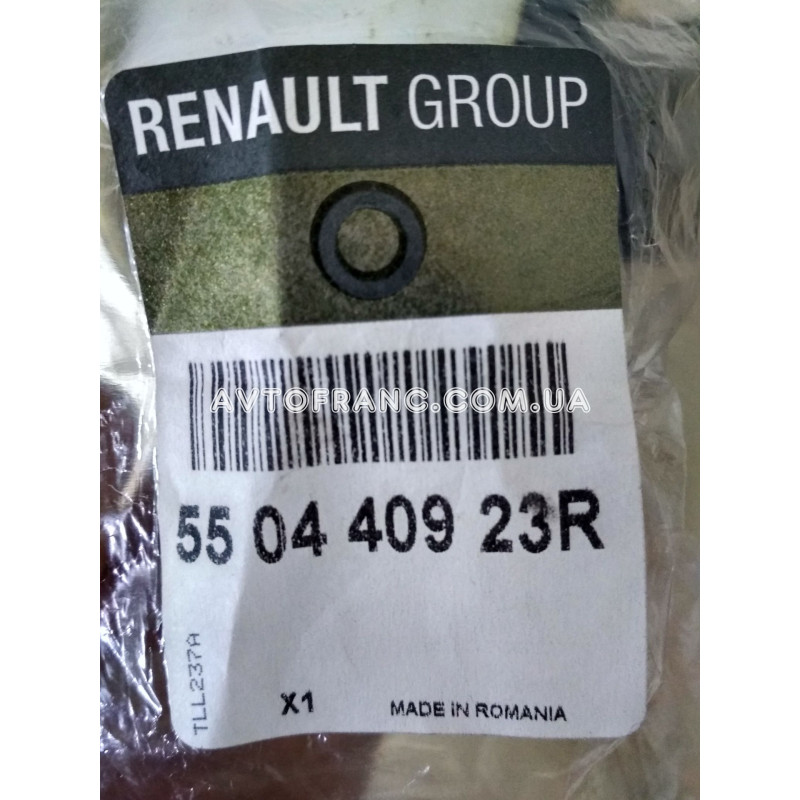 RENAULT GROUP
AVTOFRANC.COM.UA
55 04 409 23R
TLL237A
X1
MADE IN ROMANIA